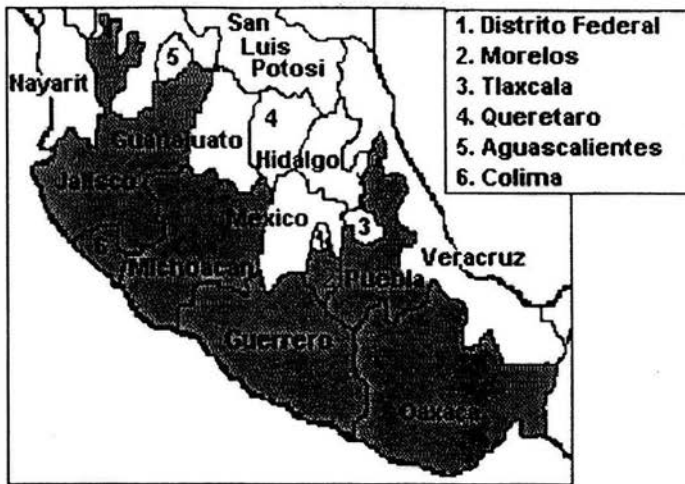 San
Luis
Potosi
Nayarit
5
4
Guanajuato
Hidalgo
Jalisco
Mexico
3
1
Veracruz
6
Michoacan
2
Puebla
Guerrero
Oaxaca
1. Distrito Federal
2. Morelos
3. Tlaxcala
4. Queretaro
5. Aguascalientes
6. Colima